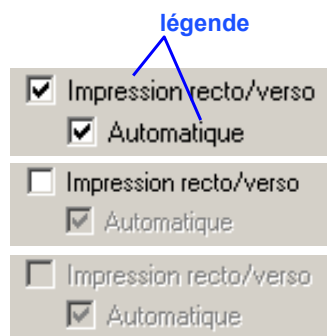 légende
Impression recto/verso
Automatique
Impression recto/verso
Automatique
Impression recto/verso
Automatique